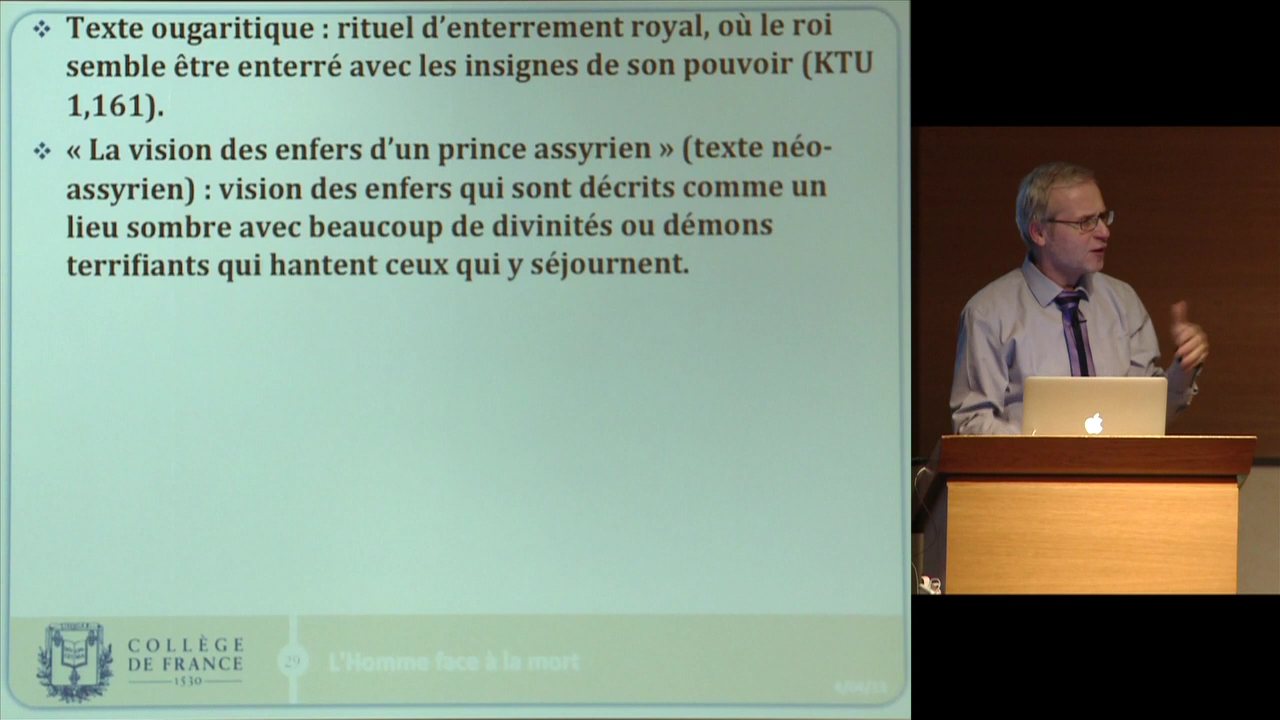 Texte ougaritique : rituel d’enterrement royal, où le roi
semble être enterré avec les insignes de son pouvoir (KTU
1,161).
« La vision des enfers d’un prince assyrien » (texte néo-
assyrien) : vision des enfers qui sont décrits comme un
lieu sombre avec beaucoup de divinités ou démons
terrifiants qui hantent ceux qui y séjournent.
COLLÈGE
DE FRANCE
1530
29
L'Homme face à la mort